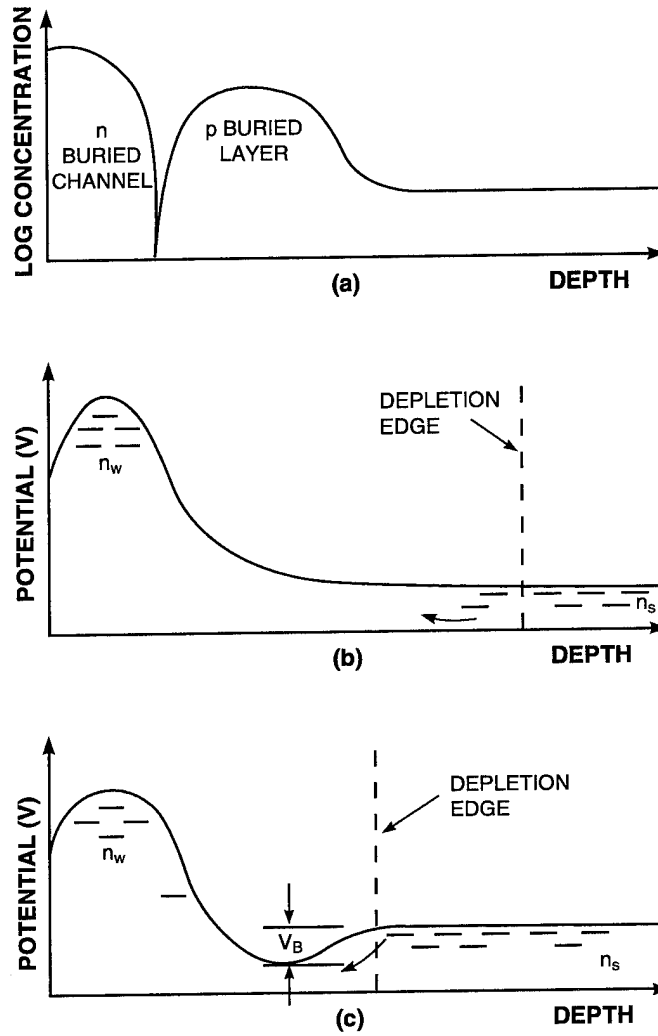 LOG CONCENTRATION
n
BURIED
CHANNEL
p BURIED
LAYER
DEPTH
(a)
POTENTIAL (V)
n_w
DEPLETION
EDGE
n_s
DEPTH
(b)
POTENTIAL (V)
n_w
V_B
DEPLETION
EDGE
n_s
DEPTH
(c)